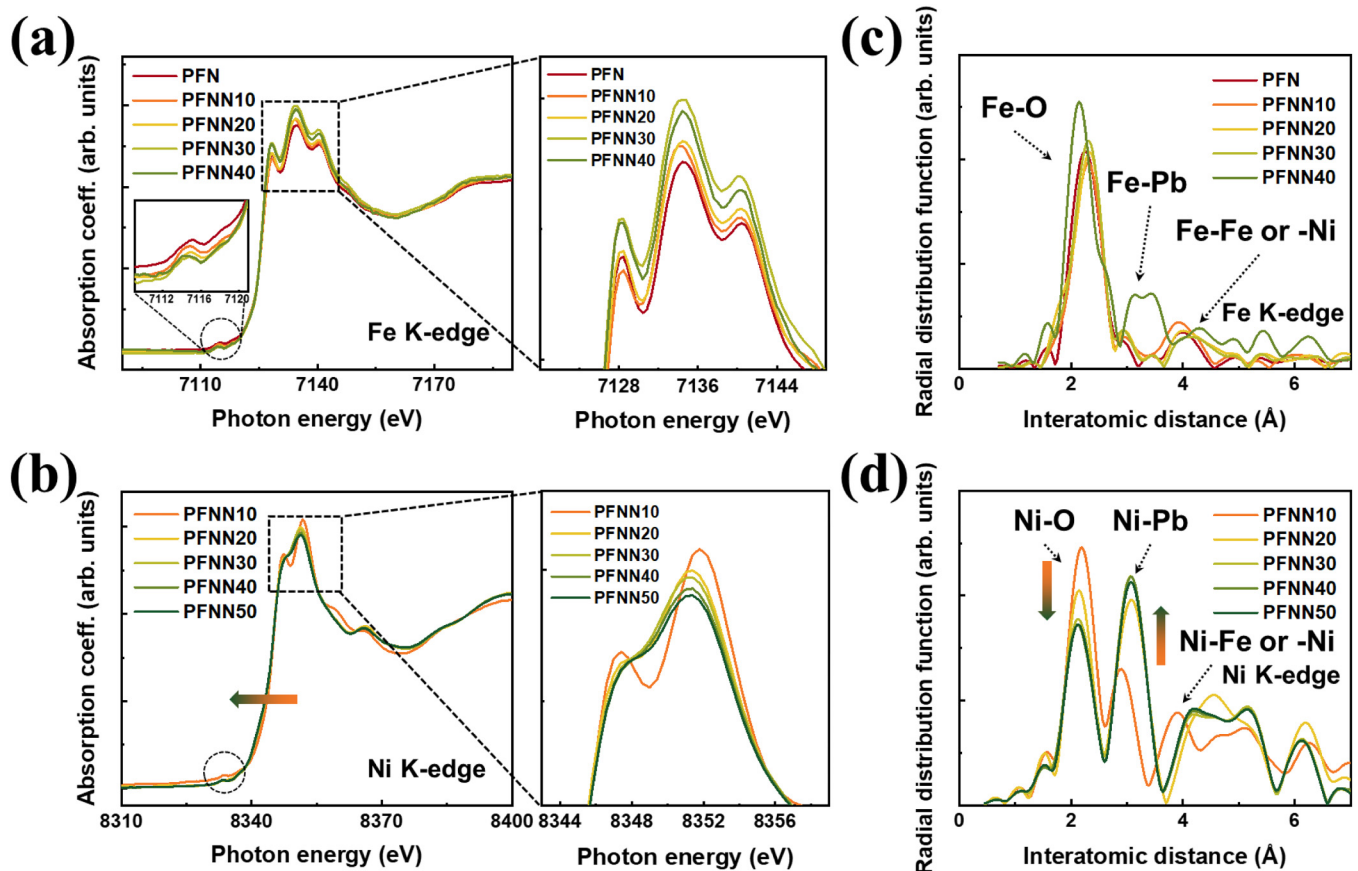 (a)
Absorption coeff. (arb. units)
PFN
PFNN10
PFNN20
PFNN30
PFNN40
7112 7116 7120
Fe K-edge
7110 7140 7170
Photon energy (eV)
PFN
PFNN10
PFNN20
PFNN30
PFNN40
7128 7136 7144
Photon energy (eV)
(c)
Radial distribution function (arb. units)
PFN
PFNN10
PFNN20
PFNN30
PFNN40
Fe-O
Fe-Pb
Fe-Fe or -Ni
Fe K-edge
0 2 4 6
Interatomic distance (Å)
(b)
Absorption coeff. (arb. units)
PFNN10
PFNN20
PFNN30
PFNN40
PFNN50
Ni K-edge
8310 8340 8370 8400
Photon energy (eV)
PFNN10
PFNN20
PFNN30
PFNN40
PFNN50
8344 8348 8352 8356
Photon energy (eV)
(d)
Radial distribution function (arb. units)
Ni-O
Ni-Pb
PFNN10
PFNN20
PFNN30
PFNN40
PFNN50
Ni-Fe or -Ni
Ni K-edge
0 2 4 6
Interatomic distance (Å)